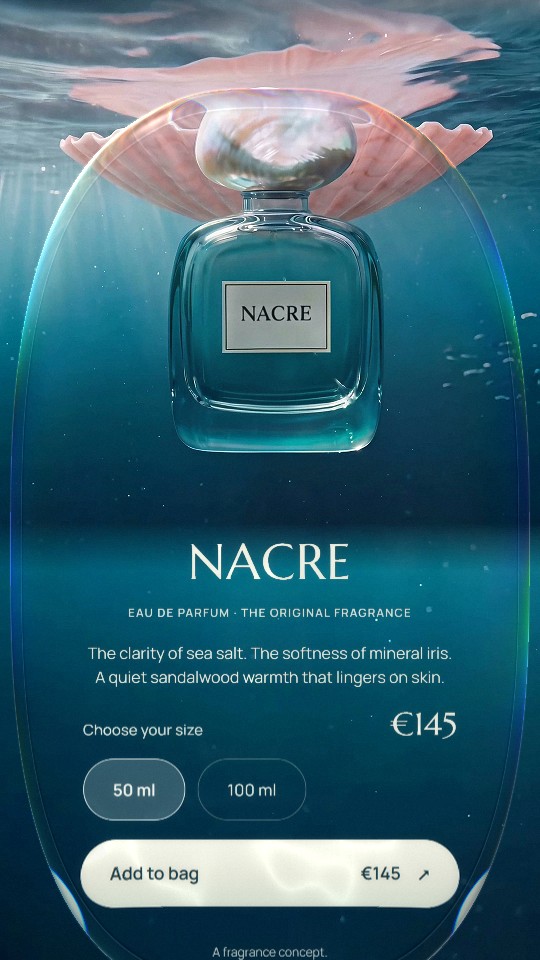 NACRE
NACRE
EAU DE PARFUM · THE ORIGINAL FRAGRANCE
The clarity of sea salt. The softness of mineral iris.
A quiet sandalwood warmth that lingers on skin.
Choose your size
€145
50 ml
100 ml
Add to bag
€145 ↗
A fragrance concept.